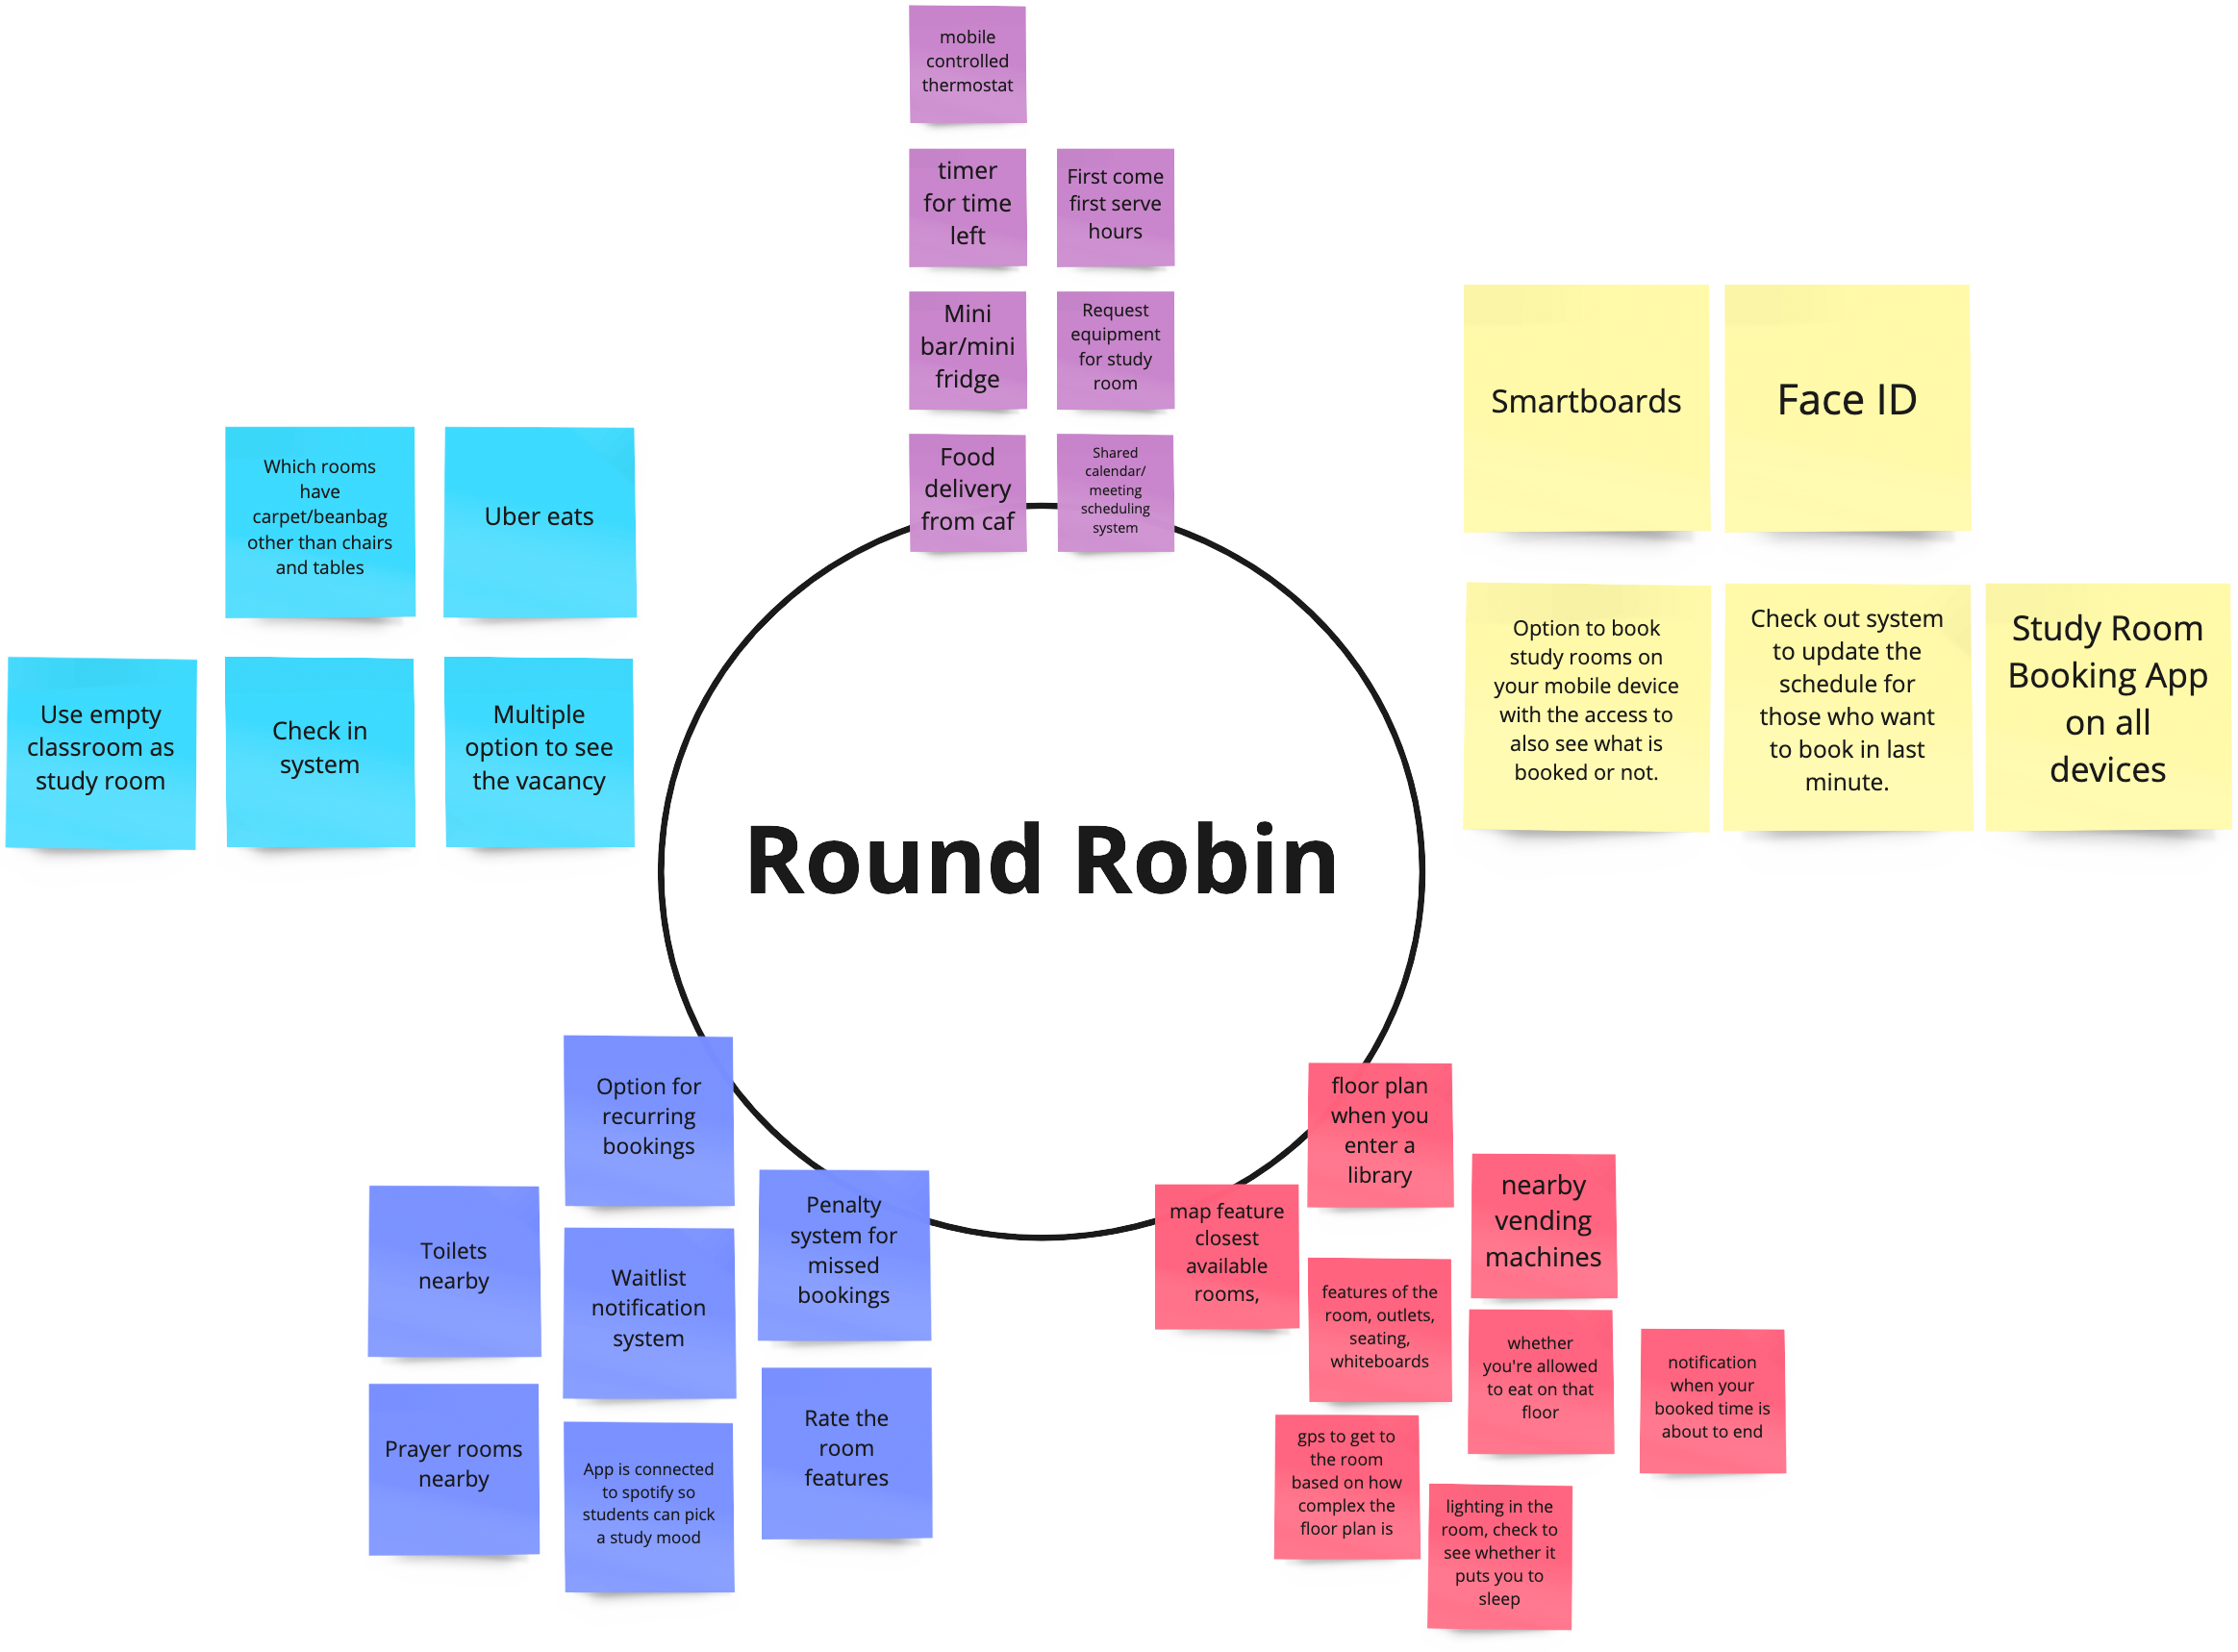 mobile
controlled
thermostat
timer
for time
left
First come
first serve
hours
Mini
bar/mini
fridge
Request
equipment
for study
room
Food
delivery
from caf
Shared
calendar/
meeting
scheduling
system
Smartboards
Face ID
Option to book
study rooms on
your mobile device
with the access to
also see what is
booked or not.
Check out system
to update the
schedule for
those who want
to book in last
minute.
Study Room
Booking App
on all
devices
Which rooms
have
carpet/beanbag
other than chairs
and tables
Uber eats
Use empty
classroom as
study room
Check in
system
Multiple
option to see
the vacancy
Round Robin
Option for
recurring
bookings
Toilets
nearby
Waitlist
notification
system
Penalty
system for
missed
bookings
Prayer rooms
nearby
App is connected
to spotify so
students can pick
a study mood
Rate the
room
features
floor plan
when you
enter a
library
map feature
closest
available
rooms,
nearby
vending
machines
features of the
room, outlets,
seating,
whiteboards
whether
you're allowed
to eat on that
floor
notification
when your
booked time is
about to end
gps to get to
the room
based on how
complex the
floor plan is
lighting in the
room, check to
see whether it
puts you to
sleep